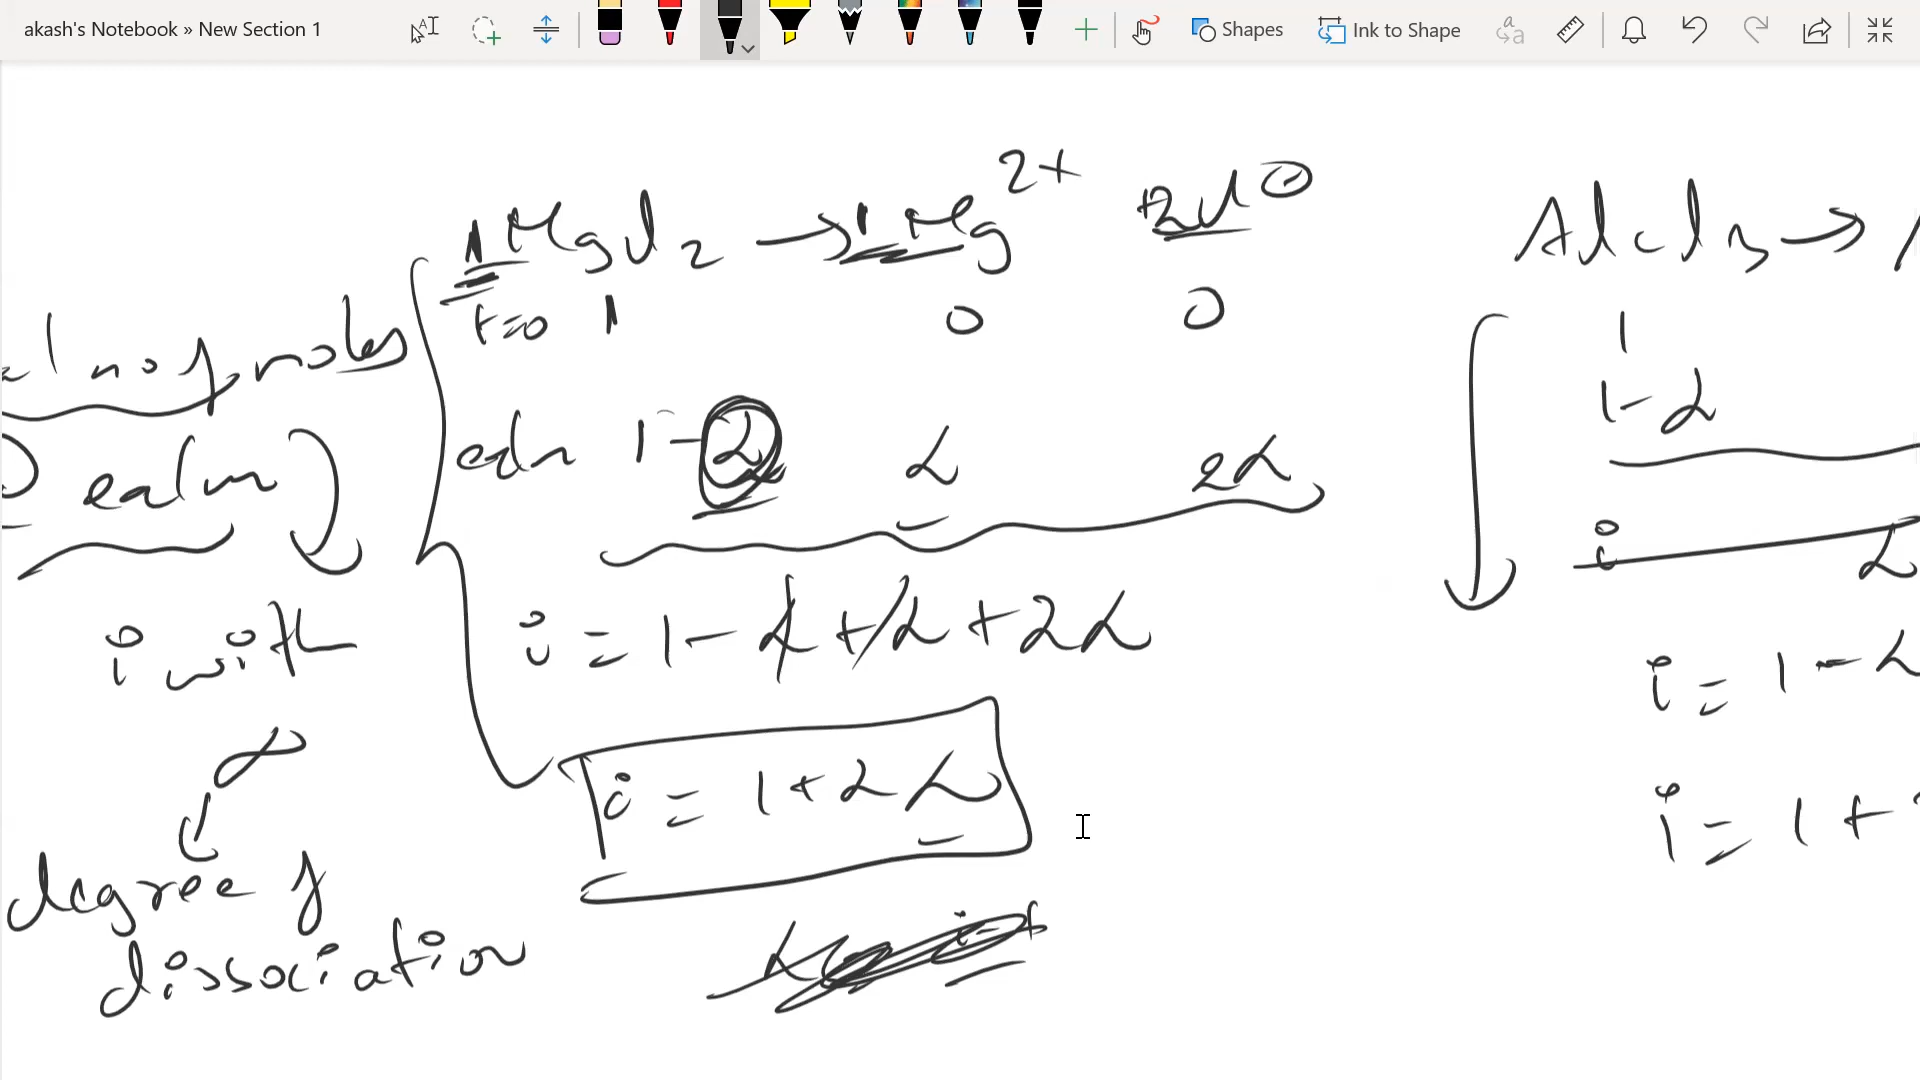 akash's Notebook » New Section 1
Shapes
Ink to Shape
1 MgCl2 → 1 Mg^2+ +2Cl^⊖
t=0 1 0 0
eqm 1-α α 2α
i = 1-α+α+2α
i = 1+2α
no of moles
eqlm
i with
α
degree of
dissociation
AlCl3 →
1
1-α
i α
i = 1-α
i = 1+